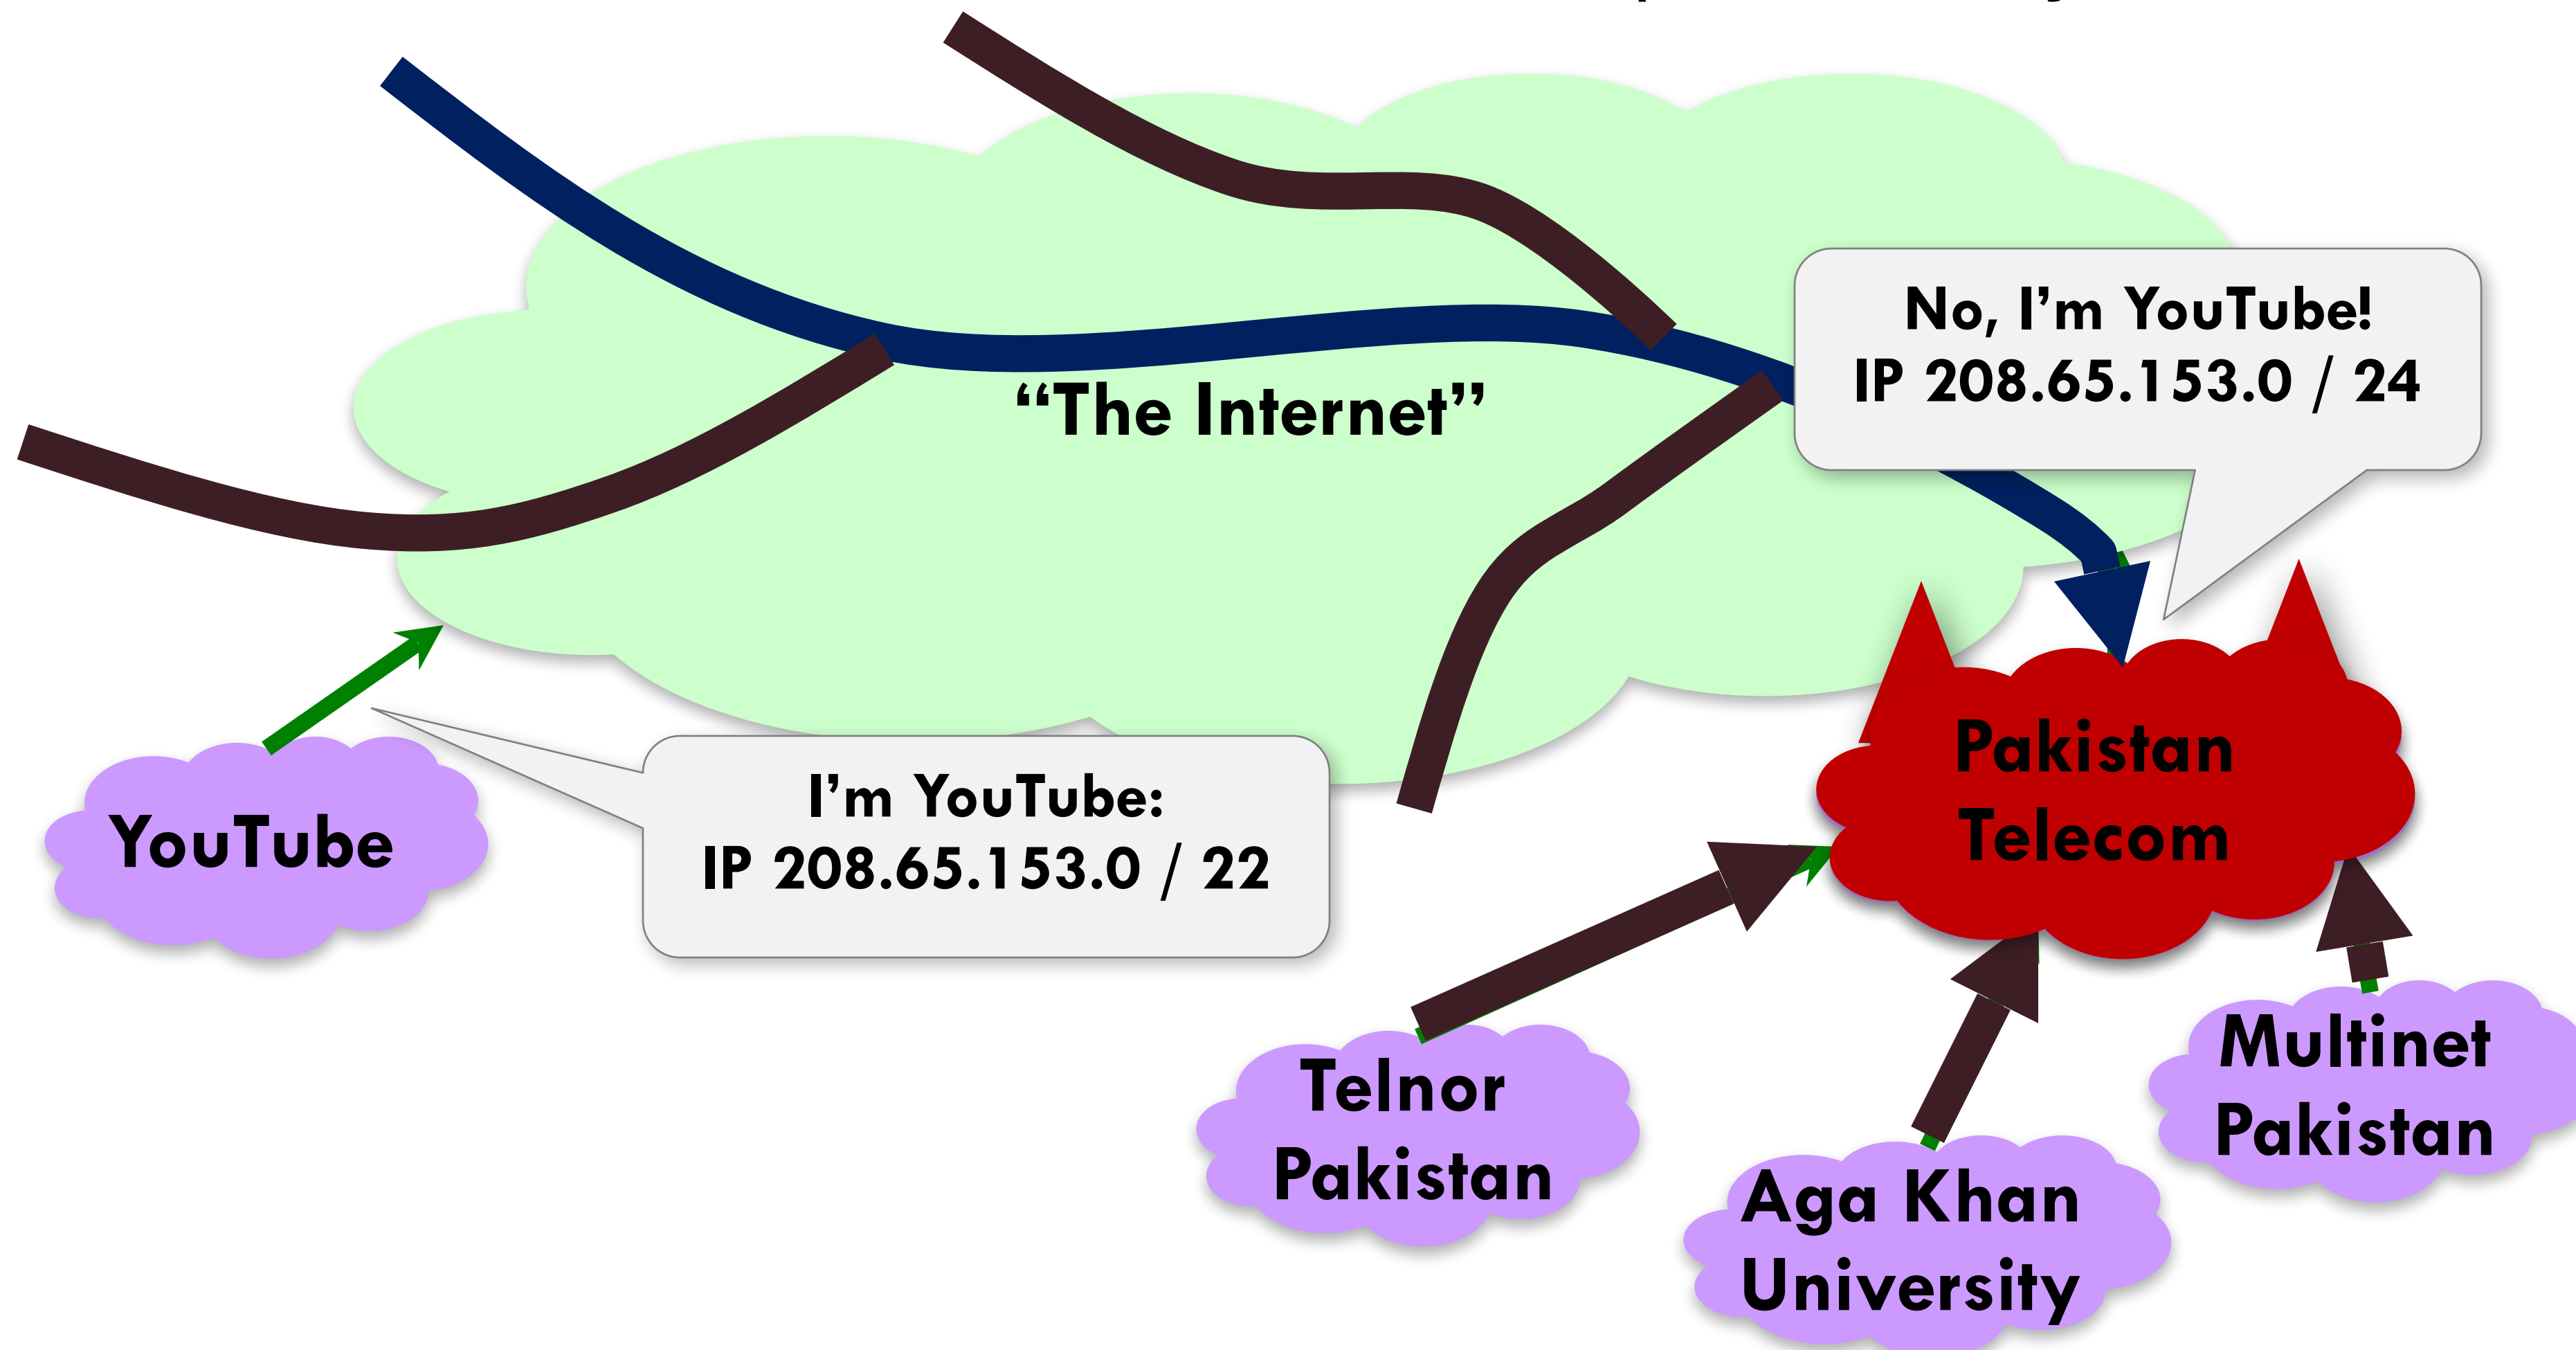 “The Internet”
No, I’m YouTube!
IP 208.65.153.0 / 24
I’m YouTube:
IP 208.65.153.0 / 22
YouTube
Pakistan
Telecom
Telnor
Pakistan
Aga Khan
University
Multinet
Pakistan